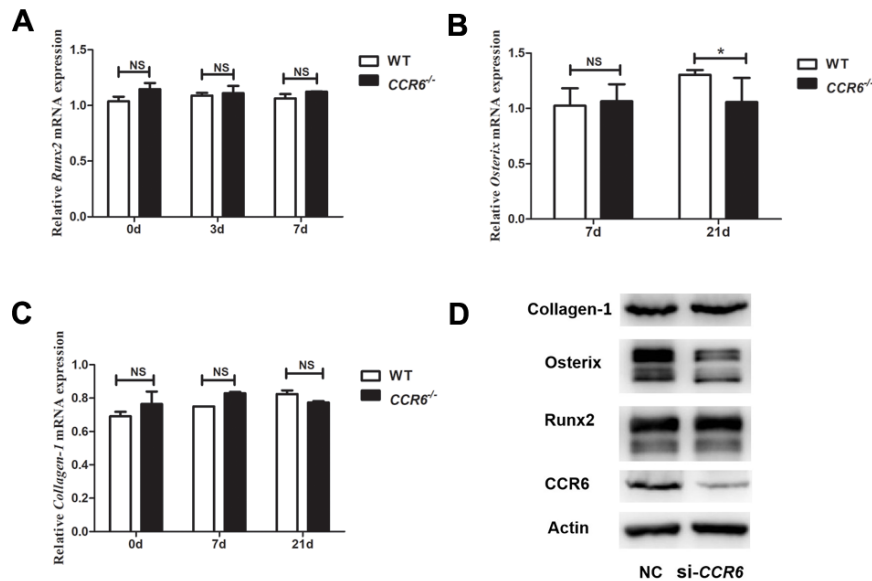 A
Relative Runx2 mRNA expression
1.5
1.0
0.5
0.0
NS
NS
NS
0d
3d
7d
WT
CCR6-/-
B
Relative Osterix mRNA expression
1.5
1.0
0.5
0.0
NS
*
7d
21d
WT
CCR6-/-
C
Relative Collagen-1 mRNA expression
1.0
0.8
0.6
0.4
0.2
0.0
NS
NS
NS
0d
7d
21d
WT
CCR6-/-
D
Collagen-1
Osterix
Runx2
CCR6
Actin
NC si-CCR6